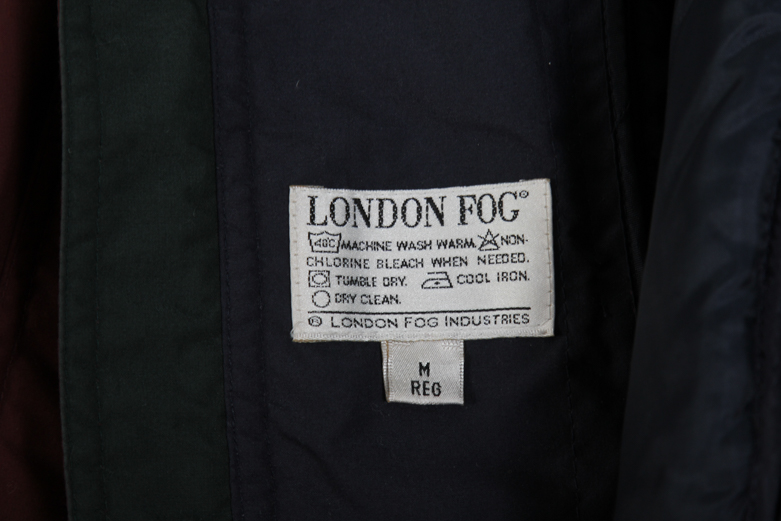 LONDON FOG®
40°C MACHINE WASH WARM. NON-
CHLORINE BLEACH WHEN NEEDED.
TUMBLE DRY. COOL IRON.
DRY CLEAN.
LONDON FOG INDUSTRIES
M
REG